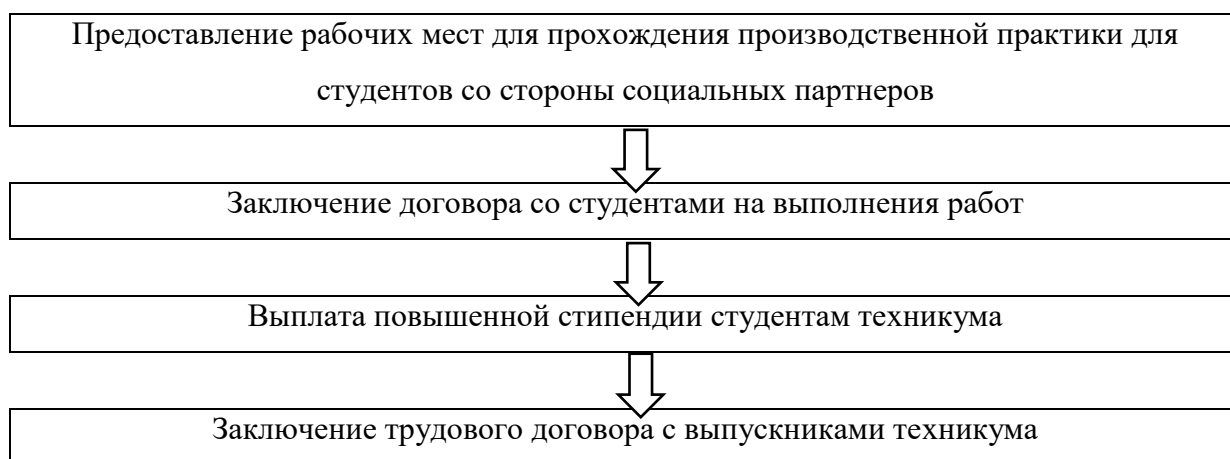 Предоставление рабочих мест для прохождения производственной практики для
студентов со стороны социальных партнеров
Заключение договора со студентами на выполнения работ
Выплата повышенной стипендии студентам техникума
Заключение трудового договора с выпускниками техникума